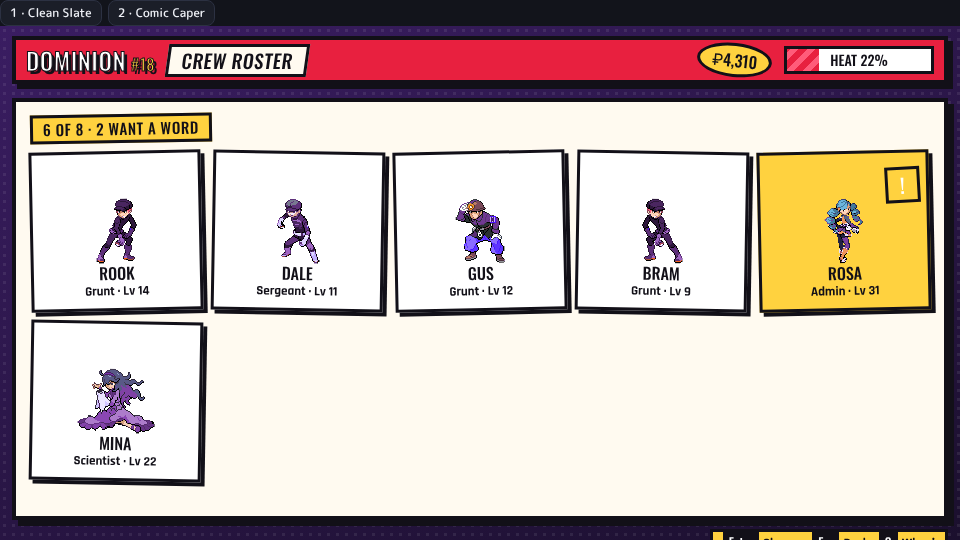 1 · Clean Slate
2 · Comic Caper
DOMINION #18
CREW ROSTER
₽4,310
HEAT 22%
6 OF 8 · 2 WANT A WORD
!
ROOK
Grunt · Lv 14
DALE
Sergeant · Lv 11
GUS
Grunt · Lv 12
BRAM
Grunt · Lv 9
ROSA
Admin · Lv 31
MINA
Scientist · Lv 22